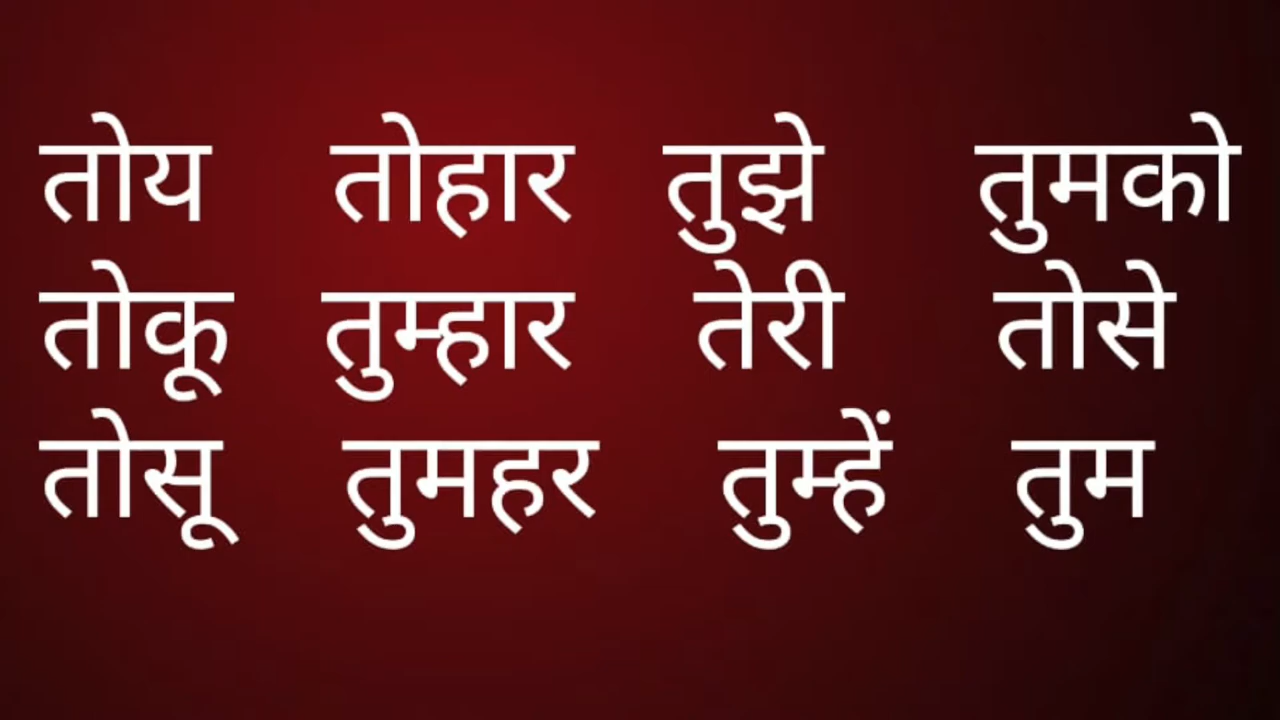 तोय तोहार तुझे तुमको
तोकू तुम्हार तेरी तोसे
तोसू तुमहर तुम्हें तुम